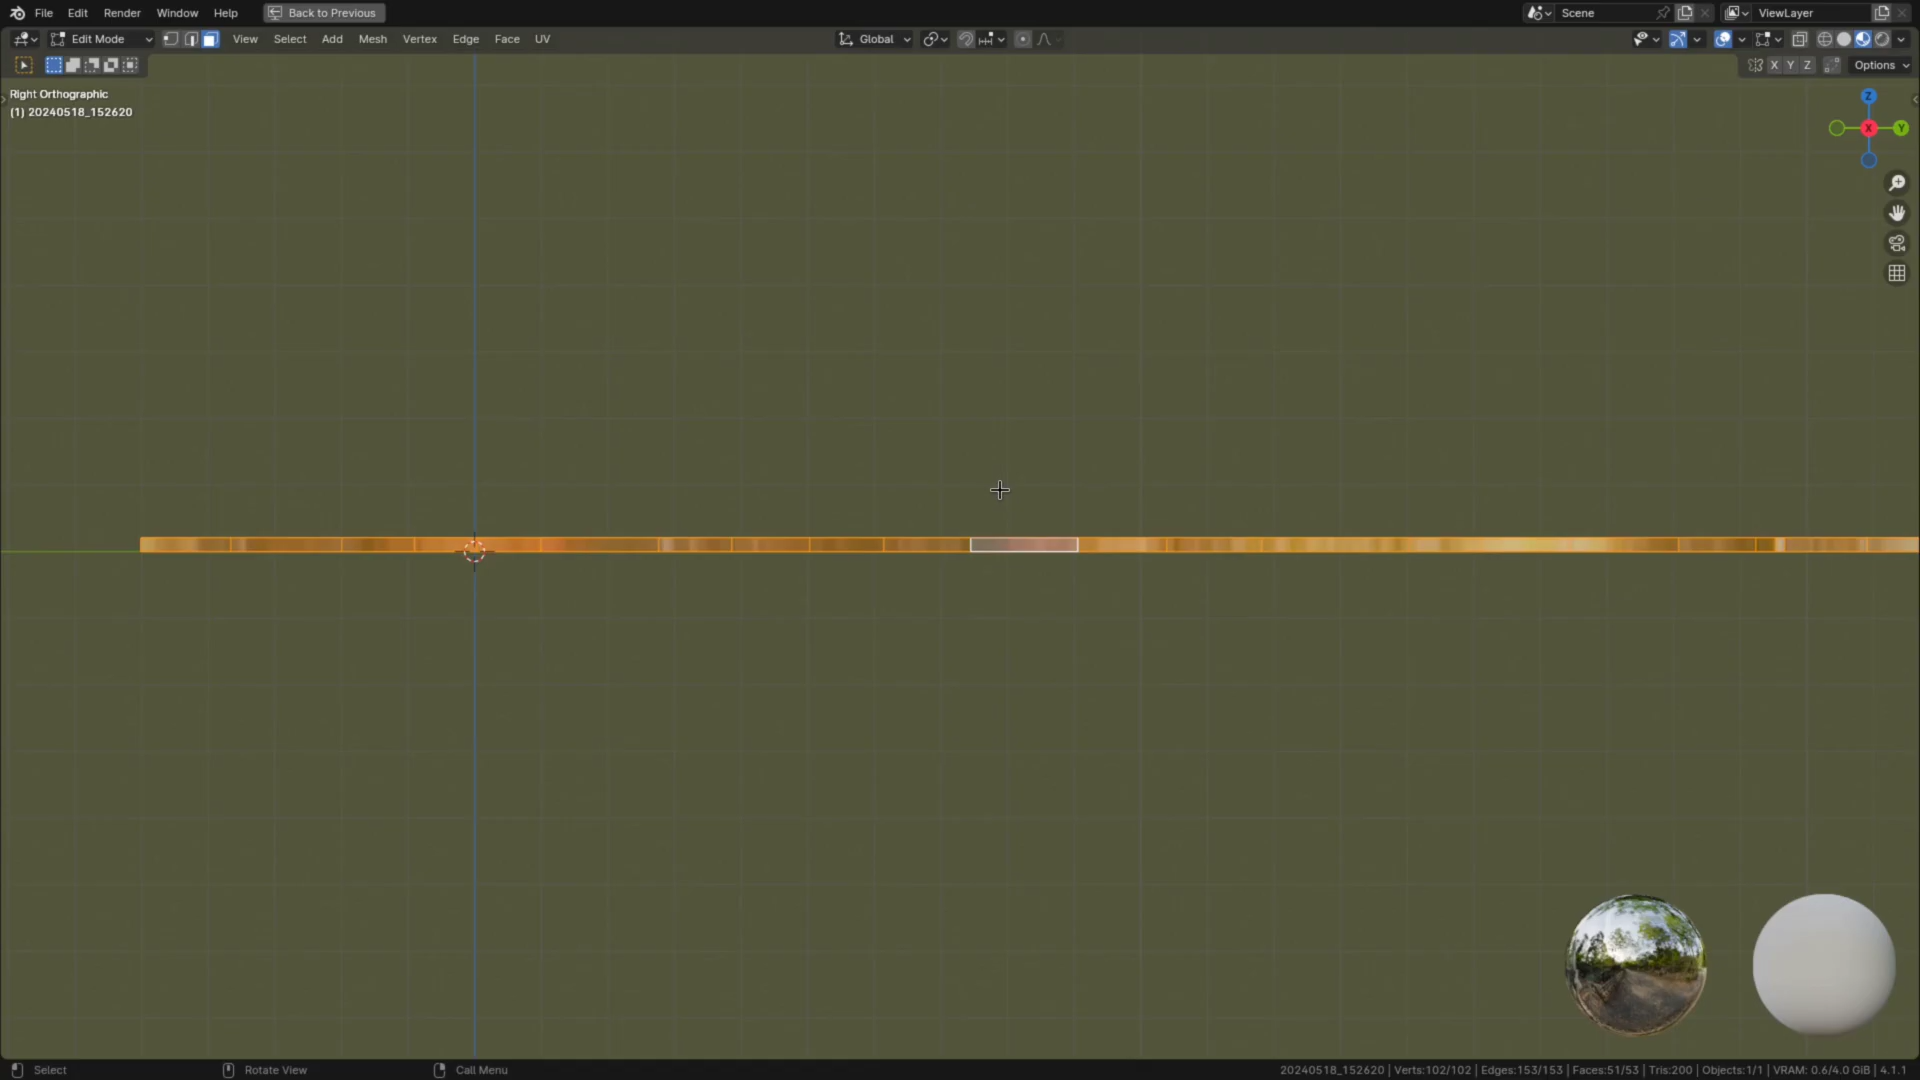 File Edit Render Window Help Back to Previous Scene ViewLayer
Edit Mode View Select Add Mesh Vertex Edge Face UV Global
X Y Z Options
Right Orthographic
(1) 20240518_152620
Z
X Y
Select Rotate View Call Menu 20240518_152620 | Verts:102/102 | Edges:153/153 | Faces:51/53 | Tris:200 | Objects:1/1 | VRAM: 0.6/4.0 GiB | 4.1.1